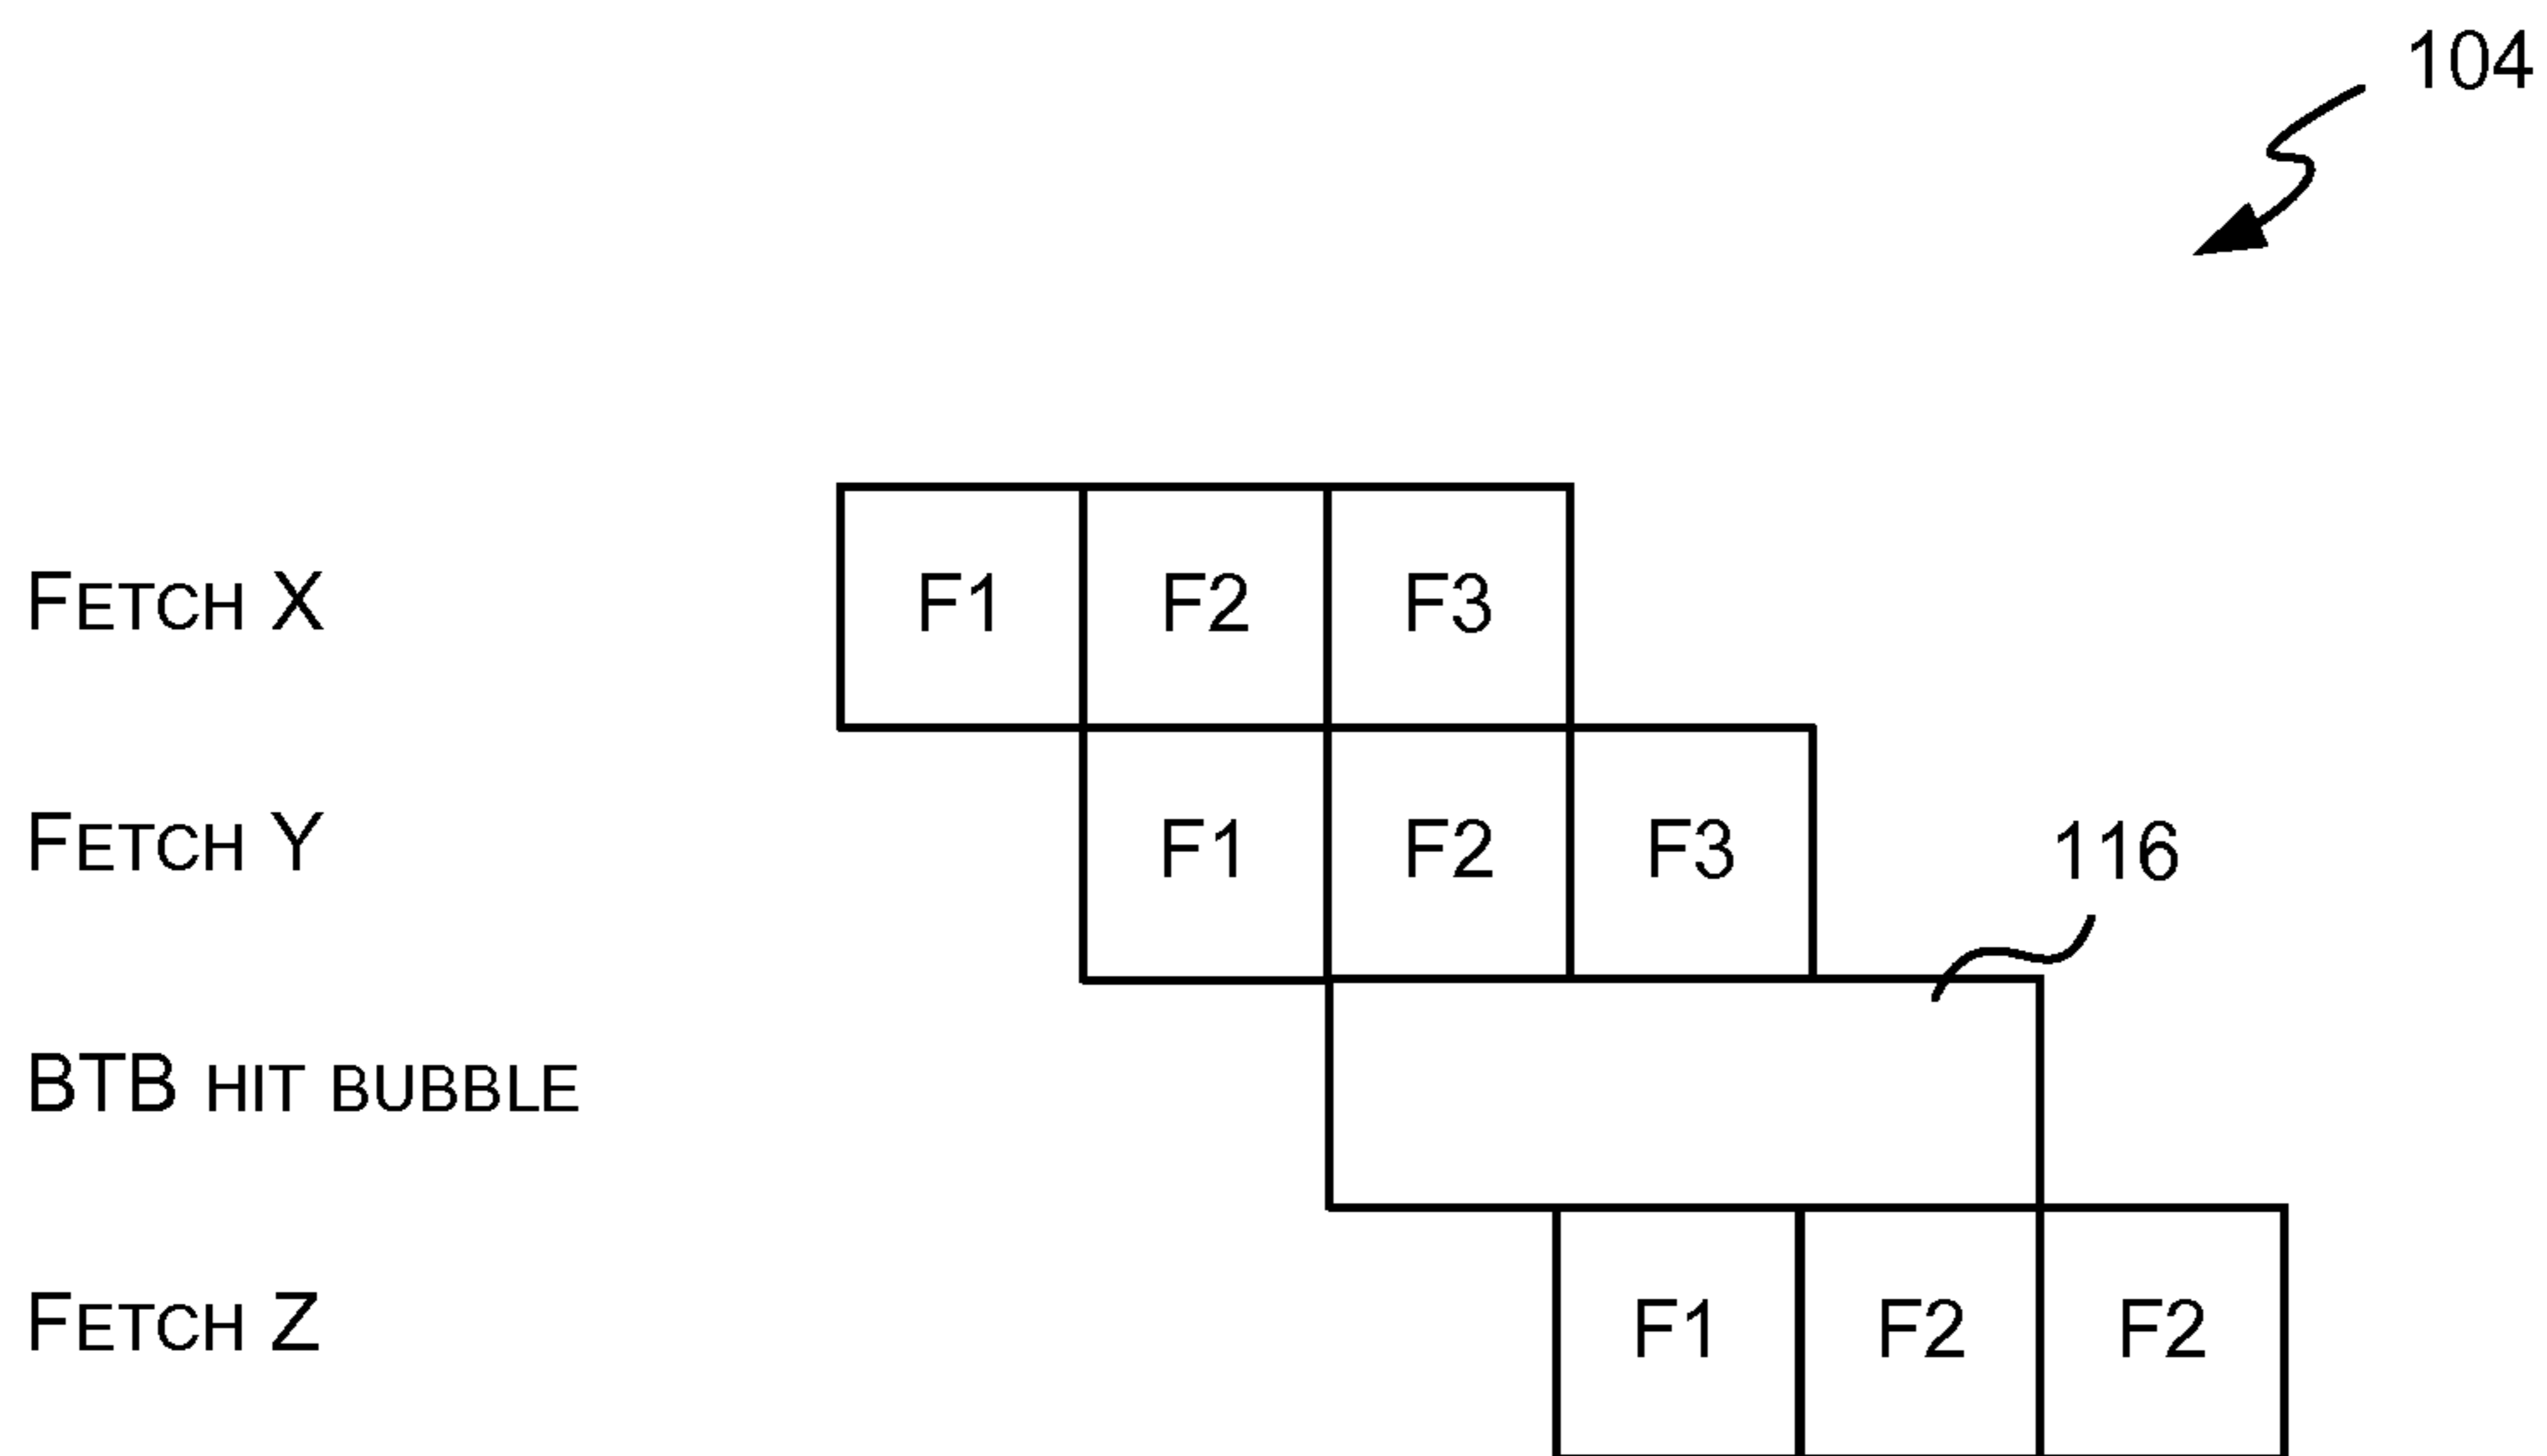 104
FETCH X F1 F2 F3
FETCH Y F1 F2 F3 116
BTB HIT BUBBLE
FETCH Z F1 F2 F2